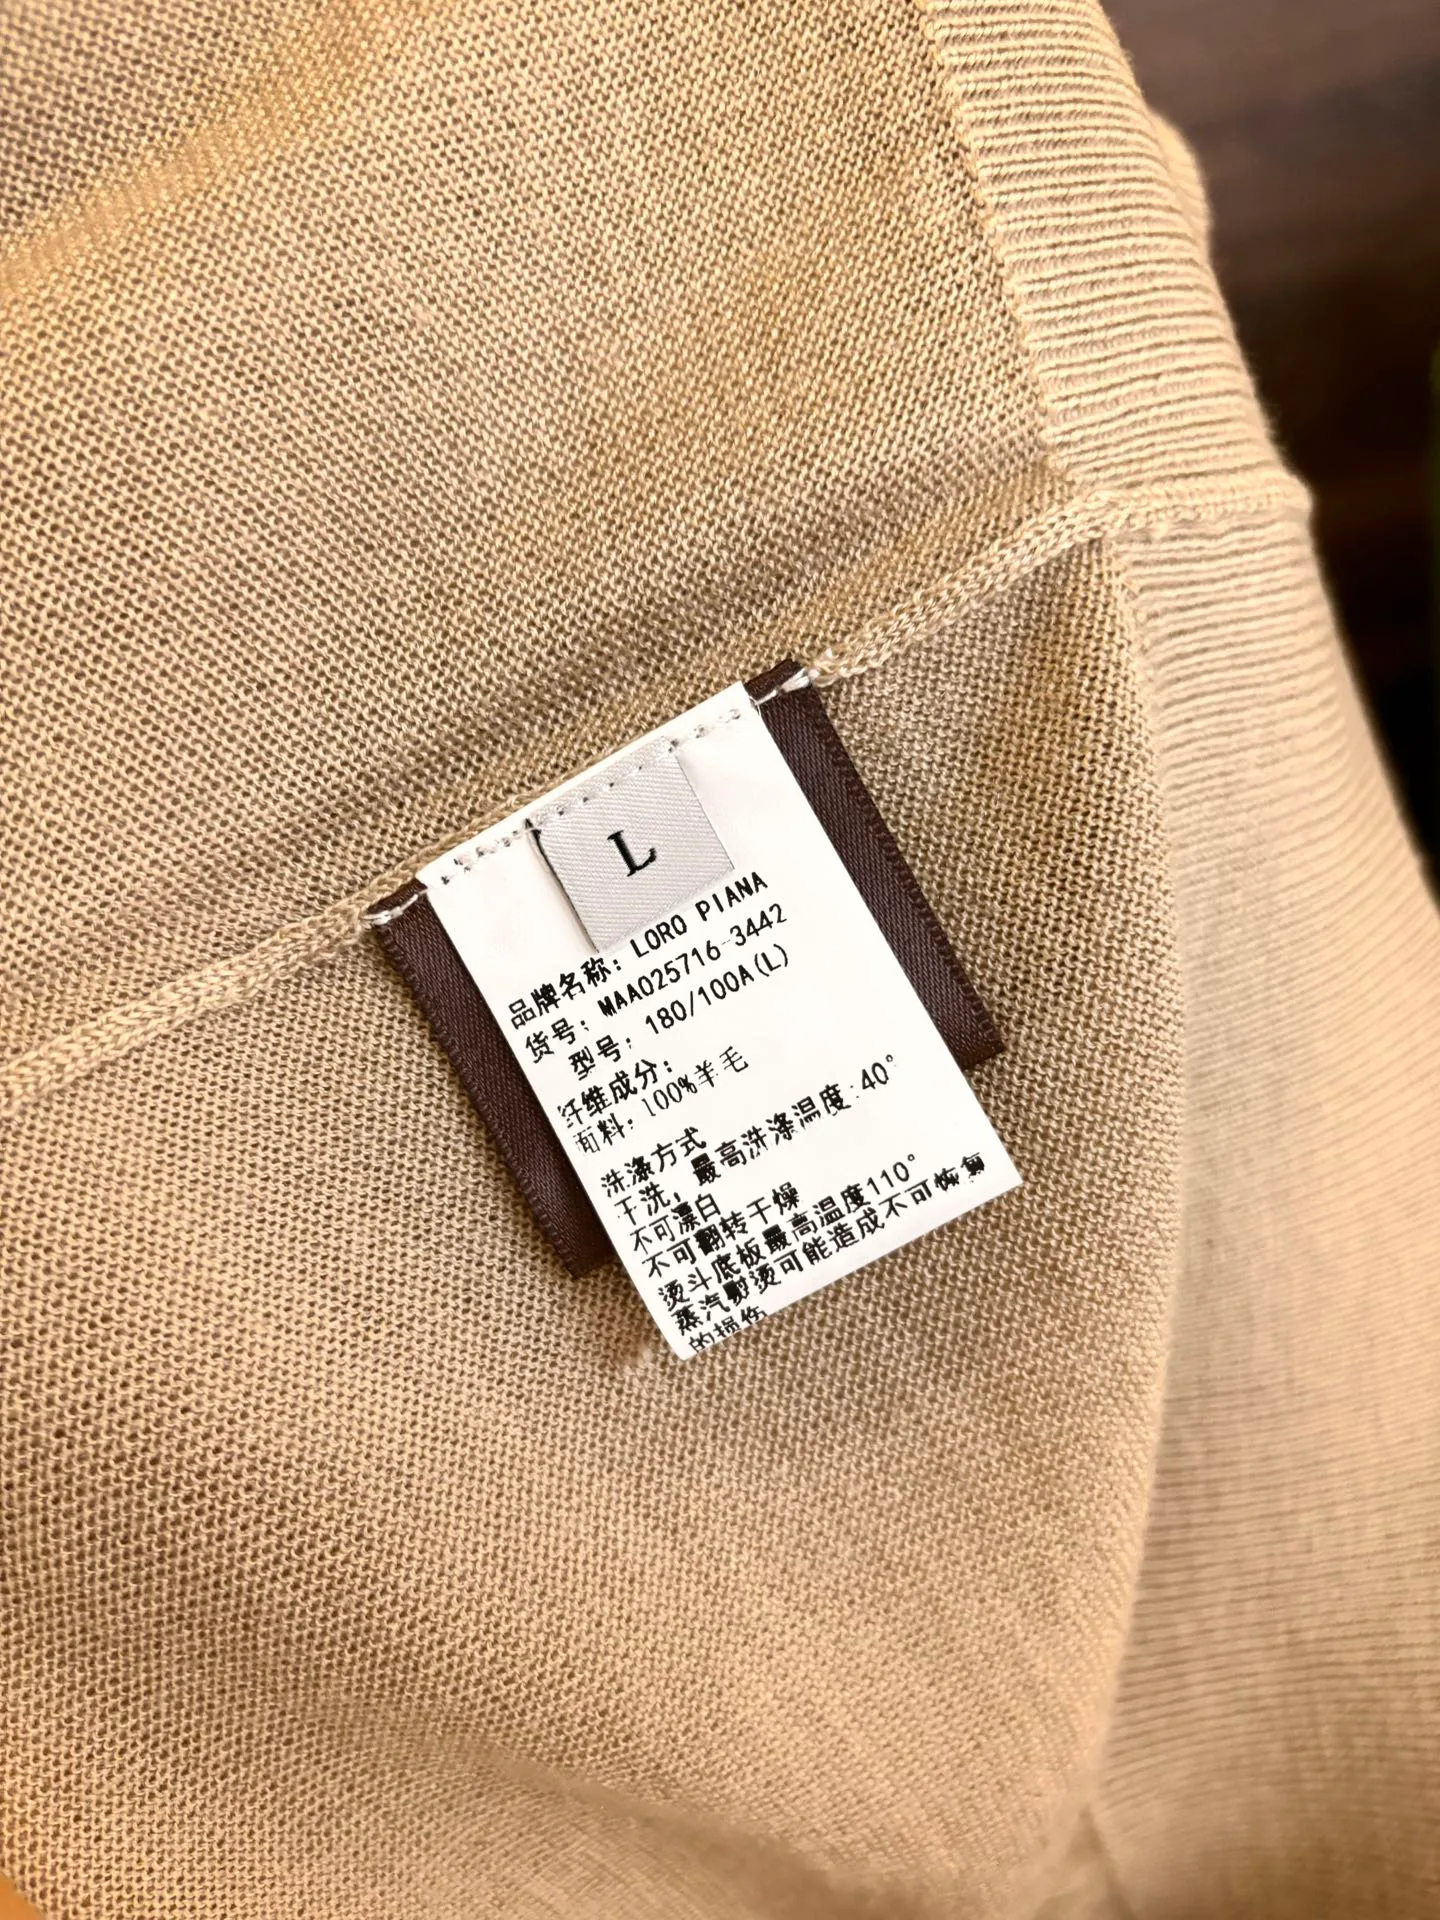 L
品牌名称: LORO PIANA
货号: MAA025716-3442
型号: 180/100A(L)
纤维成分:
面料: 100%羊毛
洗涤方式
干洗, 最高洗涤温度:40°
不可漂白
不可翻转干燥
烫斗底板最高温度110°
蒸汽熨烫可能造成不可恢复
的损伤